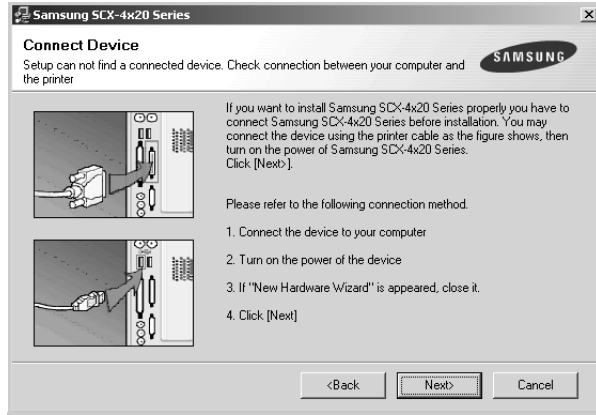 Samsung SCX-4x20 Series
Connect Device
Setup can not find a connected device. Check connection between your computer and
the printer
SAMSUNG
If you want to install Samsung SCX-4x20 Series properly you have to
connect Samsung SCX-4x20 Series before installation. You may
connect the device using the printer cable as the figure shows, then
turn on the power of Samsung SCX-4x20 Series.
Click [Next>].
Please refer to the following connection method.
1. Connect the device to your computer
2. Turn on the power of the device
3. If "New Hardware Wizard" is appeared, close it.
4. Click [Next]
<Back
Next>
Cancel